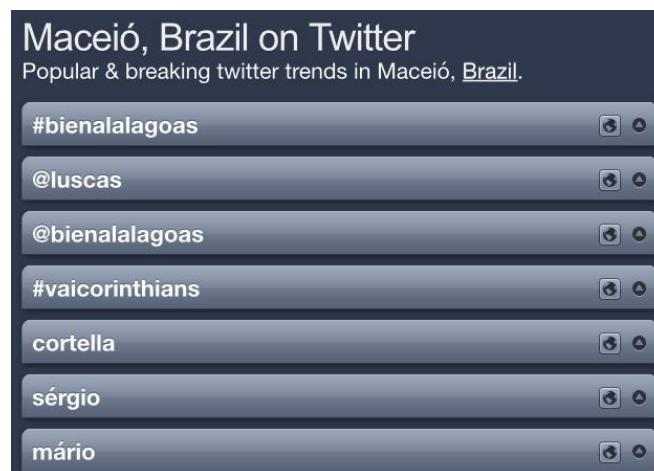 Maceió, Brazil on Twitter
Popular & breaking twitter trends in Maceió, Brazil.
#bienalalagoas
@luscas
@bienalalagoas
#vaicorinthians
cortella
sérgio
mário